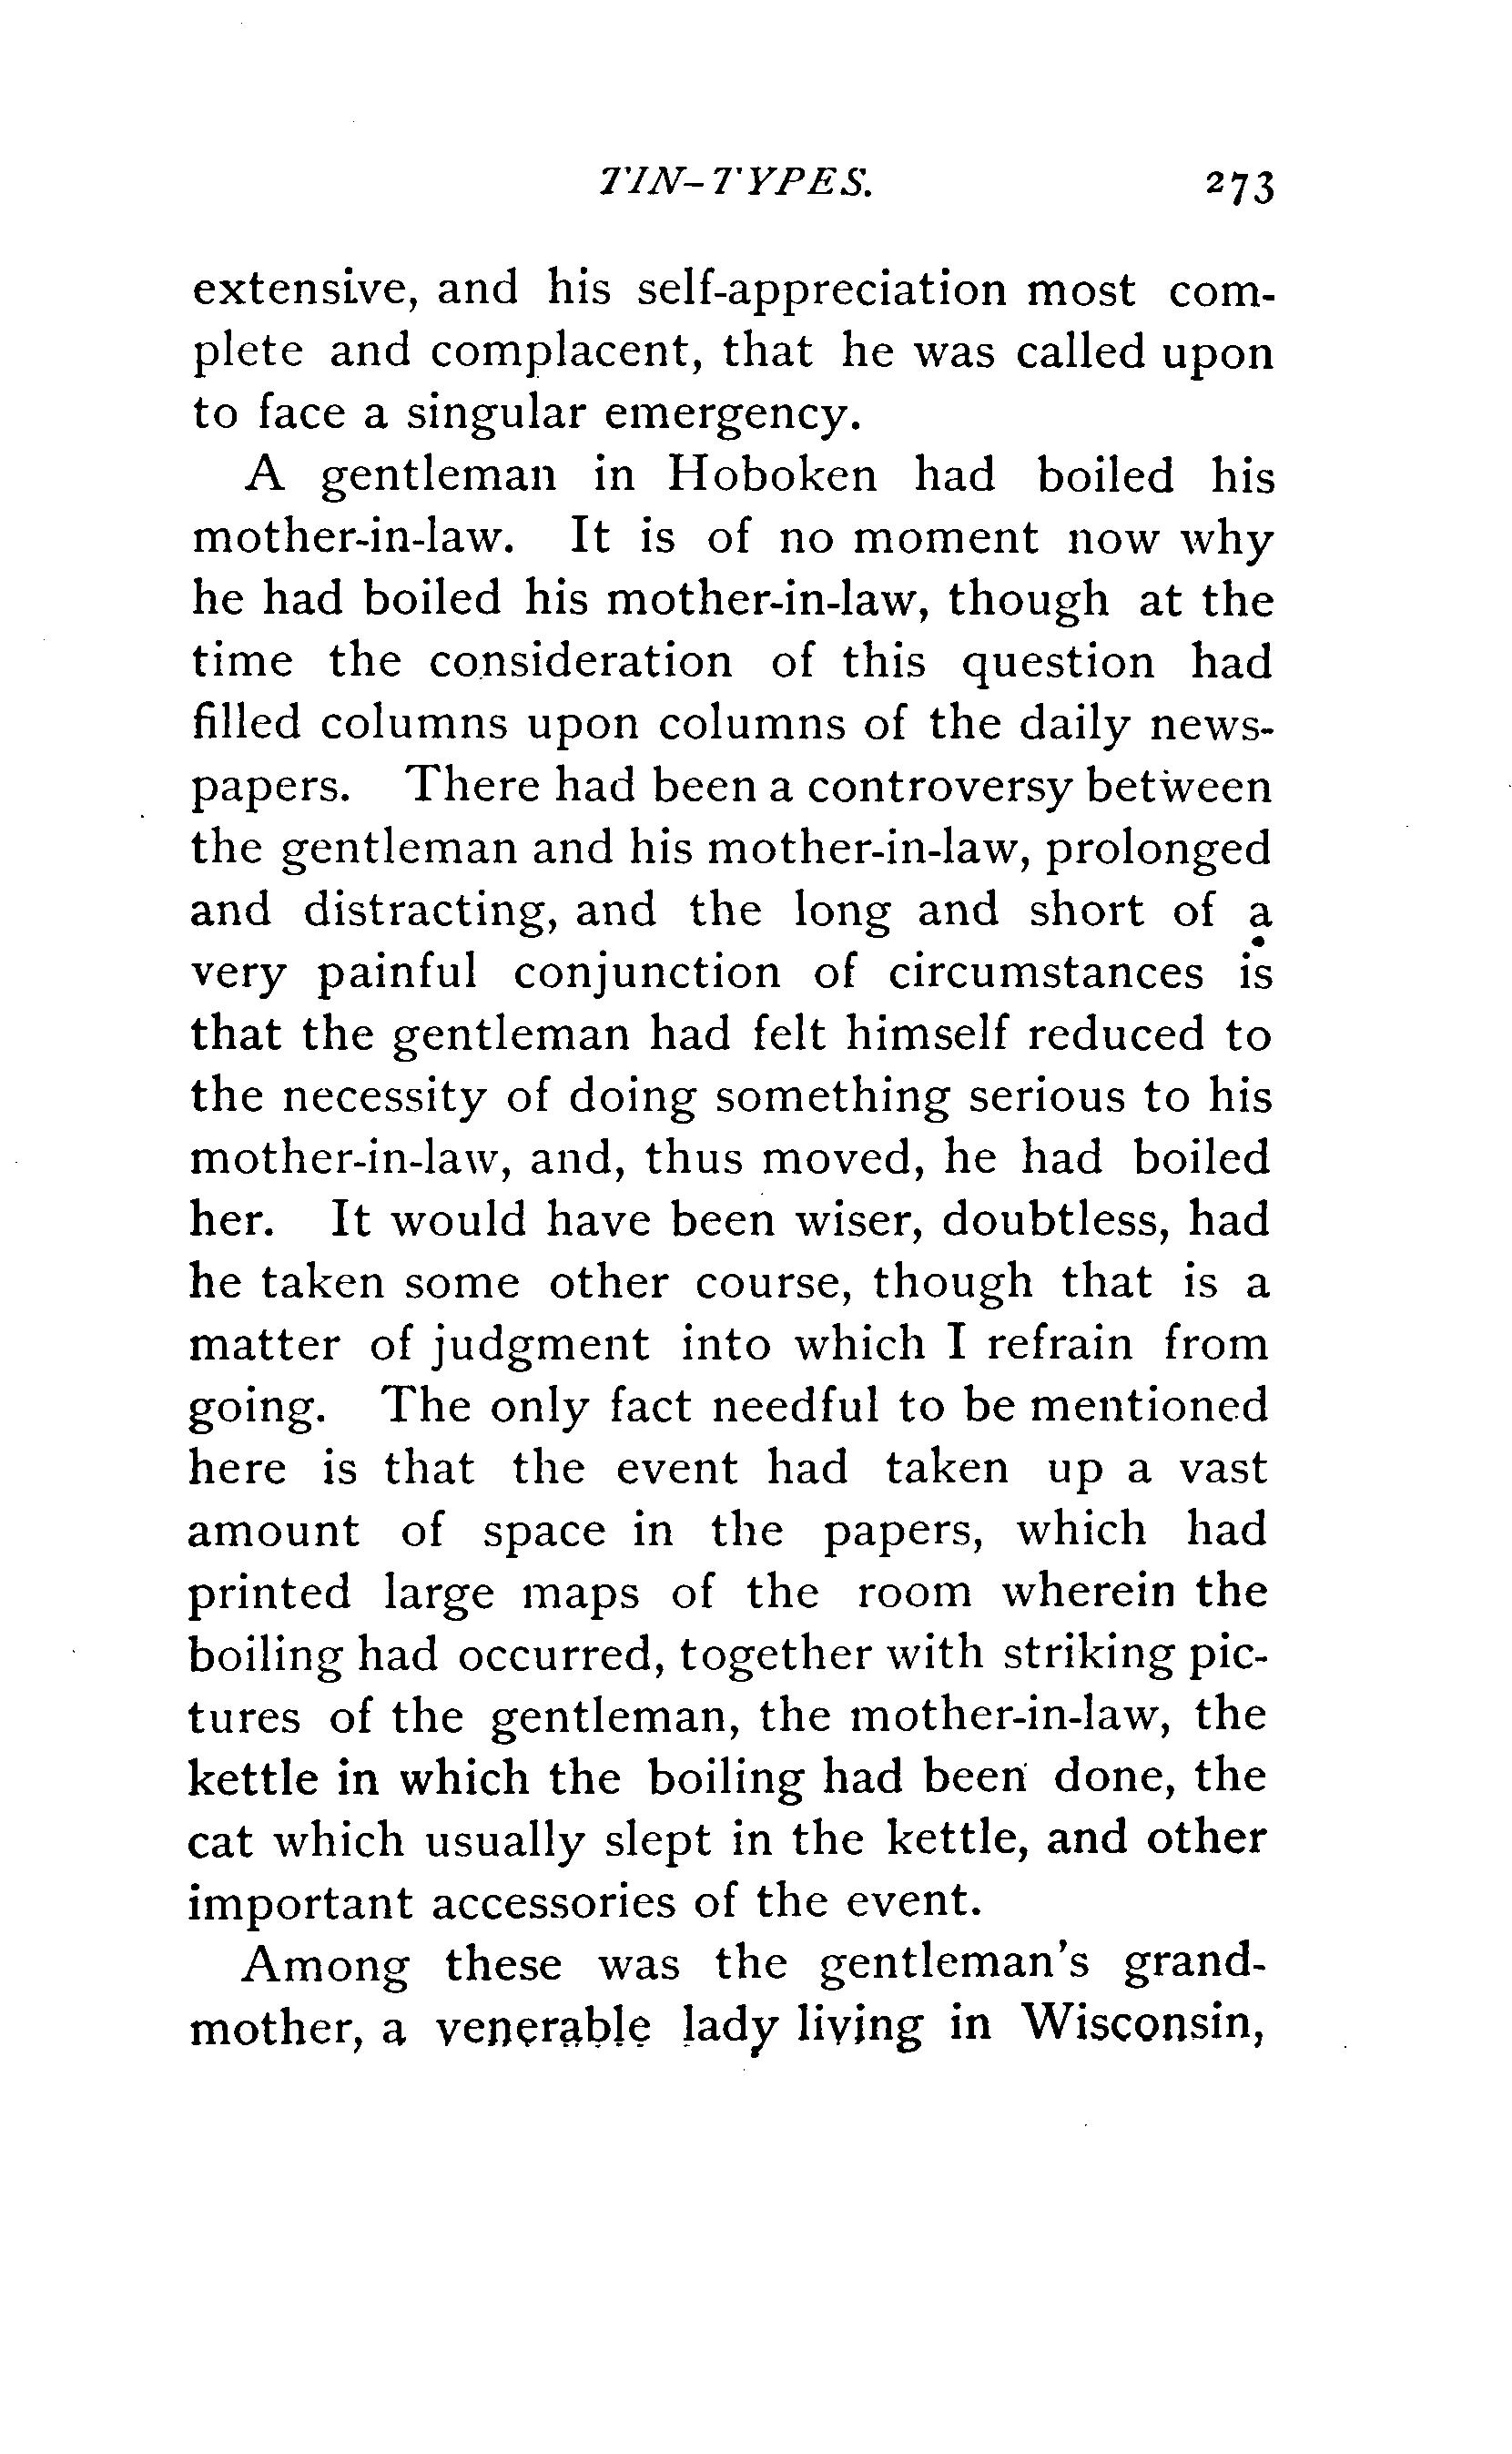 TIN-TYPES. 273
extensive, and his self-appreciation most com-
plete and complacent, that he was called upon
to face a singular emergency.
A gentleman in Hoboken had boiled his
mother-in-law. It is of no moment now why
he had boiled his mother-in-law, though at the
time the consideration of this question had
filled columns upon columns of the daily news-
papers. There had been a controversy between
the gentleman and his mother-in-law, prolonged
and distracting, and the long and short of a
very painful conjunction of circumstances is
that the gentleman had felt himself reduced to
the necessity of doing something serious to his
mother-in-law, and, thus moved, he had boiled
her. It would have been wiser, doubtless, had
he taken some other course, though that is a
matter of judgment into which I refrain from
going. The only fact needful to be mentioned
here is that the event had taken up a vast
amount of space in the papers, which had
printed large maps of the room wherein the
boiling had occurred, together with striking pic-
tures of the gentleman, the mother-in-law, the
kettle in which the boiling had been done, the
cat which usually slept in the kettle, and other
important accessories of the event.
Among these was the gentleman's grand-
mother, a venerable lady living in Wisconsin,